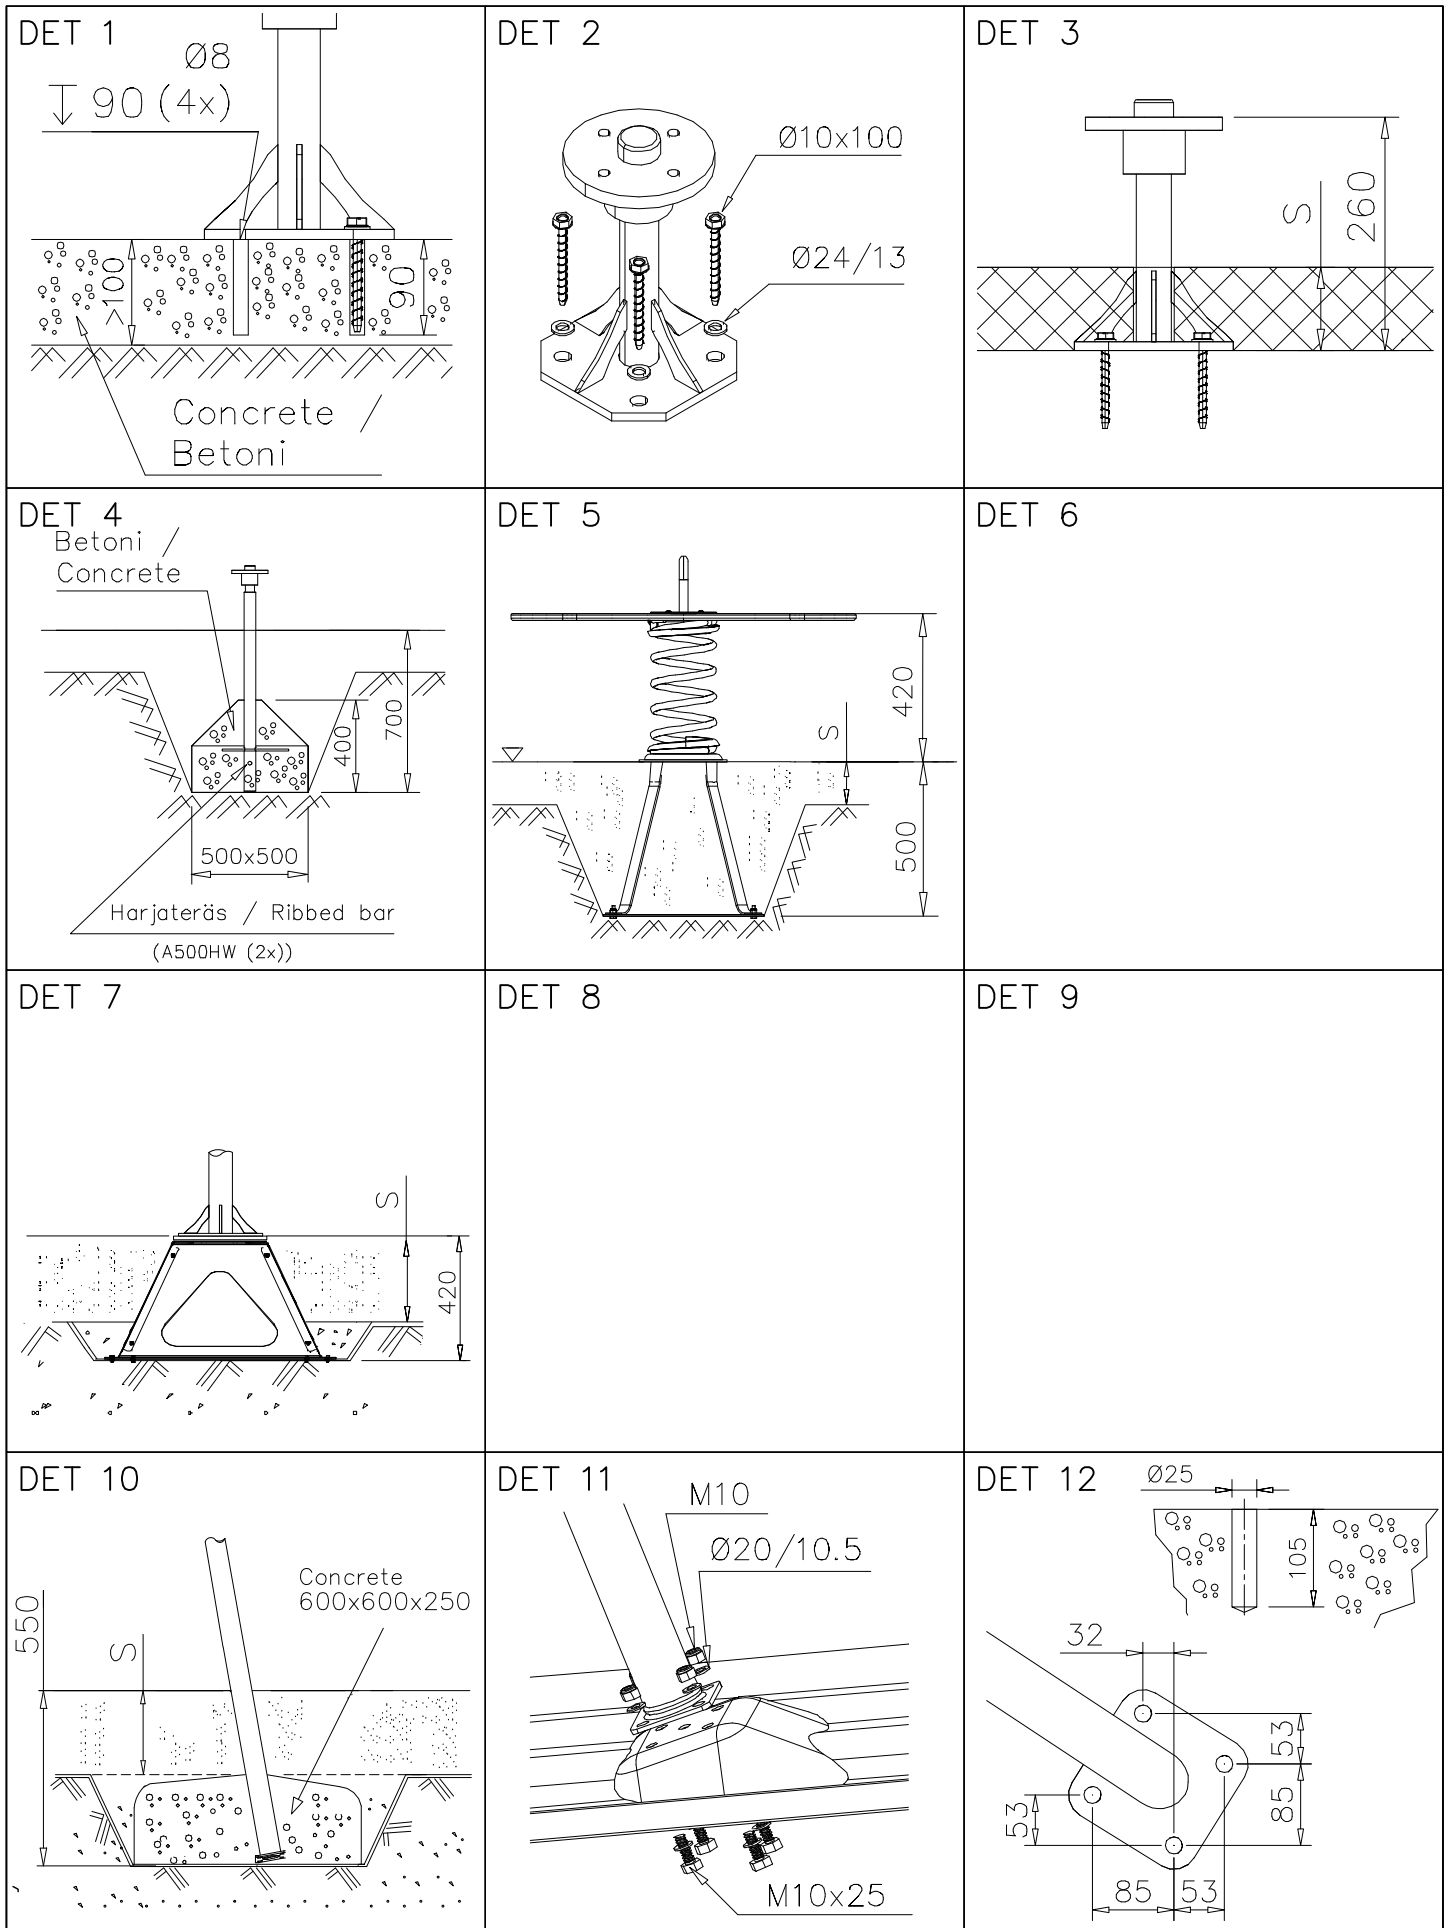 DET 1
Ø8
90 (4x)
>100
90
Concrete /
Betoni
DET 2
Ø10x100
Ø24/13
DET 3
S
260
DET 4
Betoni /
Concrete
400
700
500x500
Harjateräs / Ribbed bar
(A500HW (2x))
DET 5
420
S
500
DET 6
DET 7
S
420
DET 8
DET 9
DET 10
Concrete
600x600x250
550
S
DET 11
M10
Ø20/10.5
M10x25
DET 12
Ø25
105
32
53
85
53
85
53